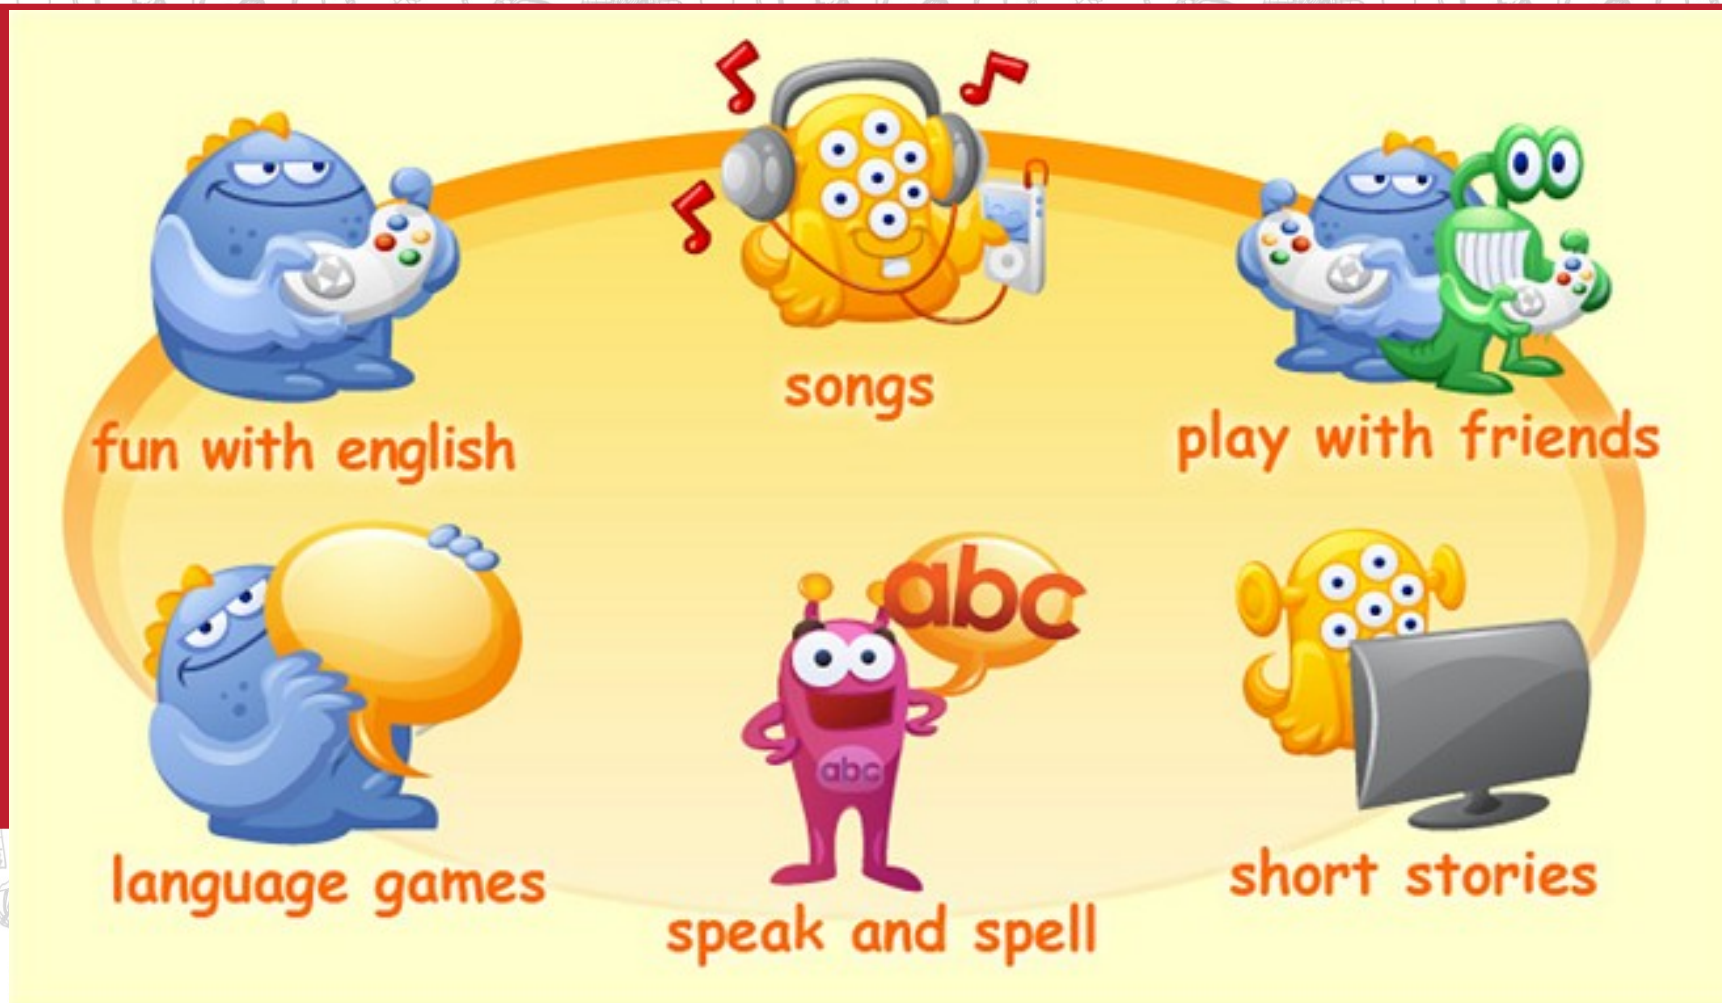 songs
play with friends
fun with english
abc
abc
language games
short stories
speak and spell